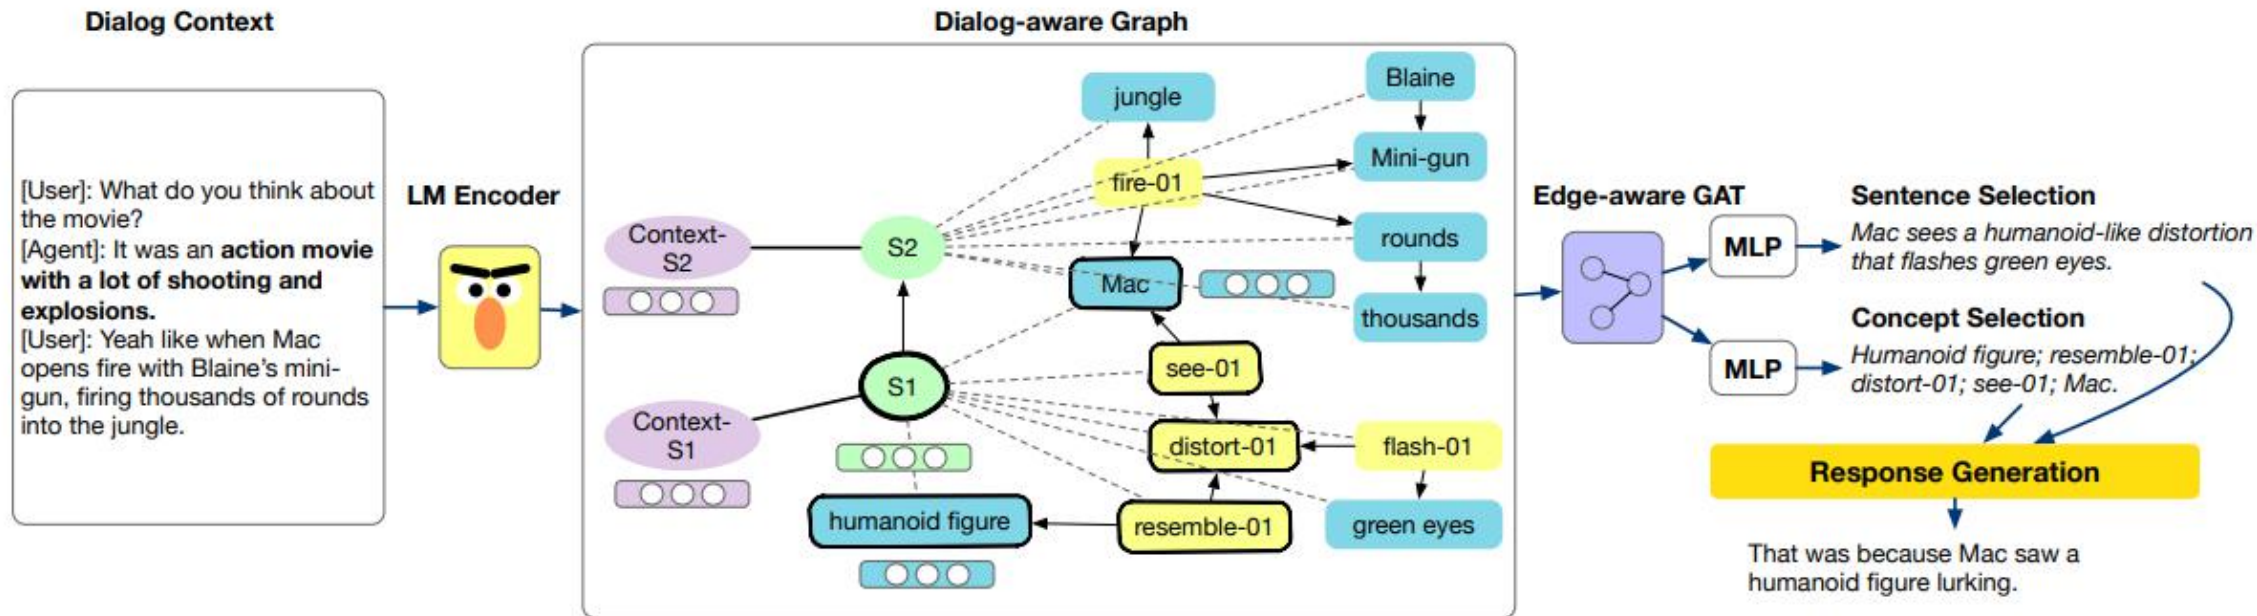 Dialog Context
[User]: What do you think about
the movie?
[Agent]: It was an action movie
with a lot of shooting and
explosions.
[User]: Yeah like when Mac
opens fire with Blaine's mini-
gun, firing thousands of rounds
into the jungle.
LM Encoder
Dialog-aware Graph
jungle
Blaine
Mini-gun
fire-01
Context-
S2
S2
rounds
Mac
thousands
see-01
S1
Context-
S1
distort-01
flash-01
humanoid figure
resemble-01
green eyes
Edge-aware GAT
MLP
Sentence Selection
Mac sees a humanoid-like distortion
that flashes green eyes.
MLP
Concept Selection
Humanoid figure; resemble-01;
distort-01; see-01; Mac.
Response Generation
That was because Mac saw a
humanoid figure lurking.